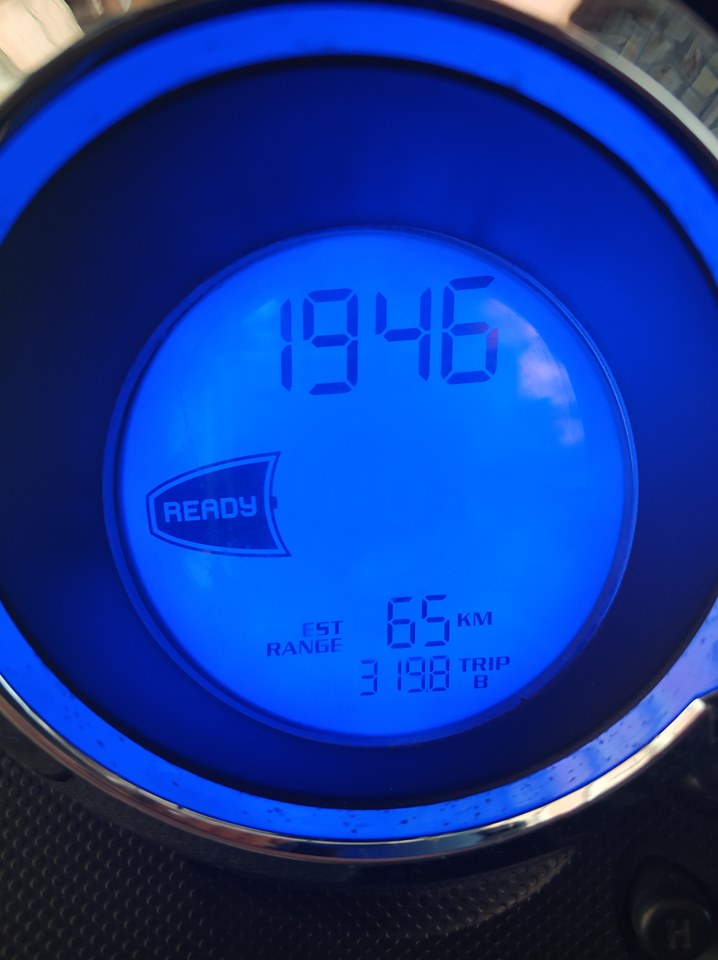 1946
READY
EST RANGE 65 KM
319.8 TRIP B
H